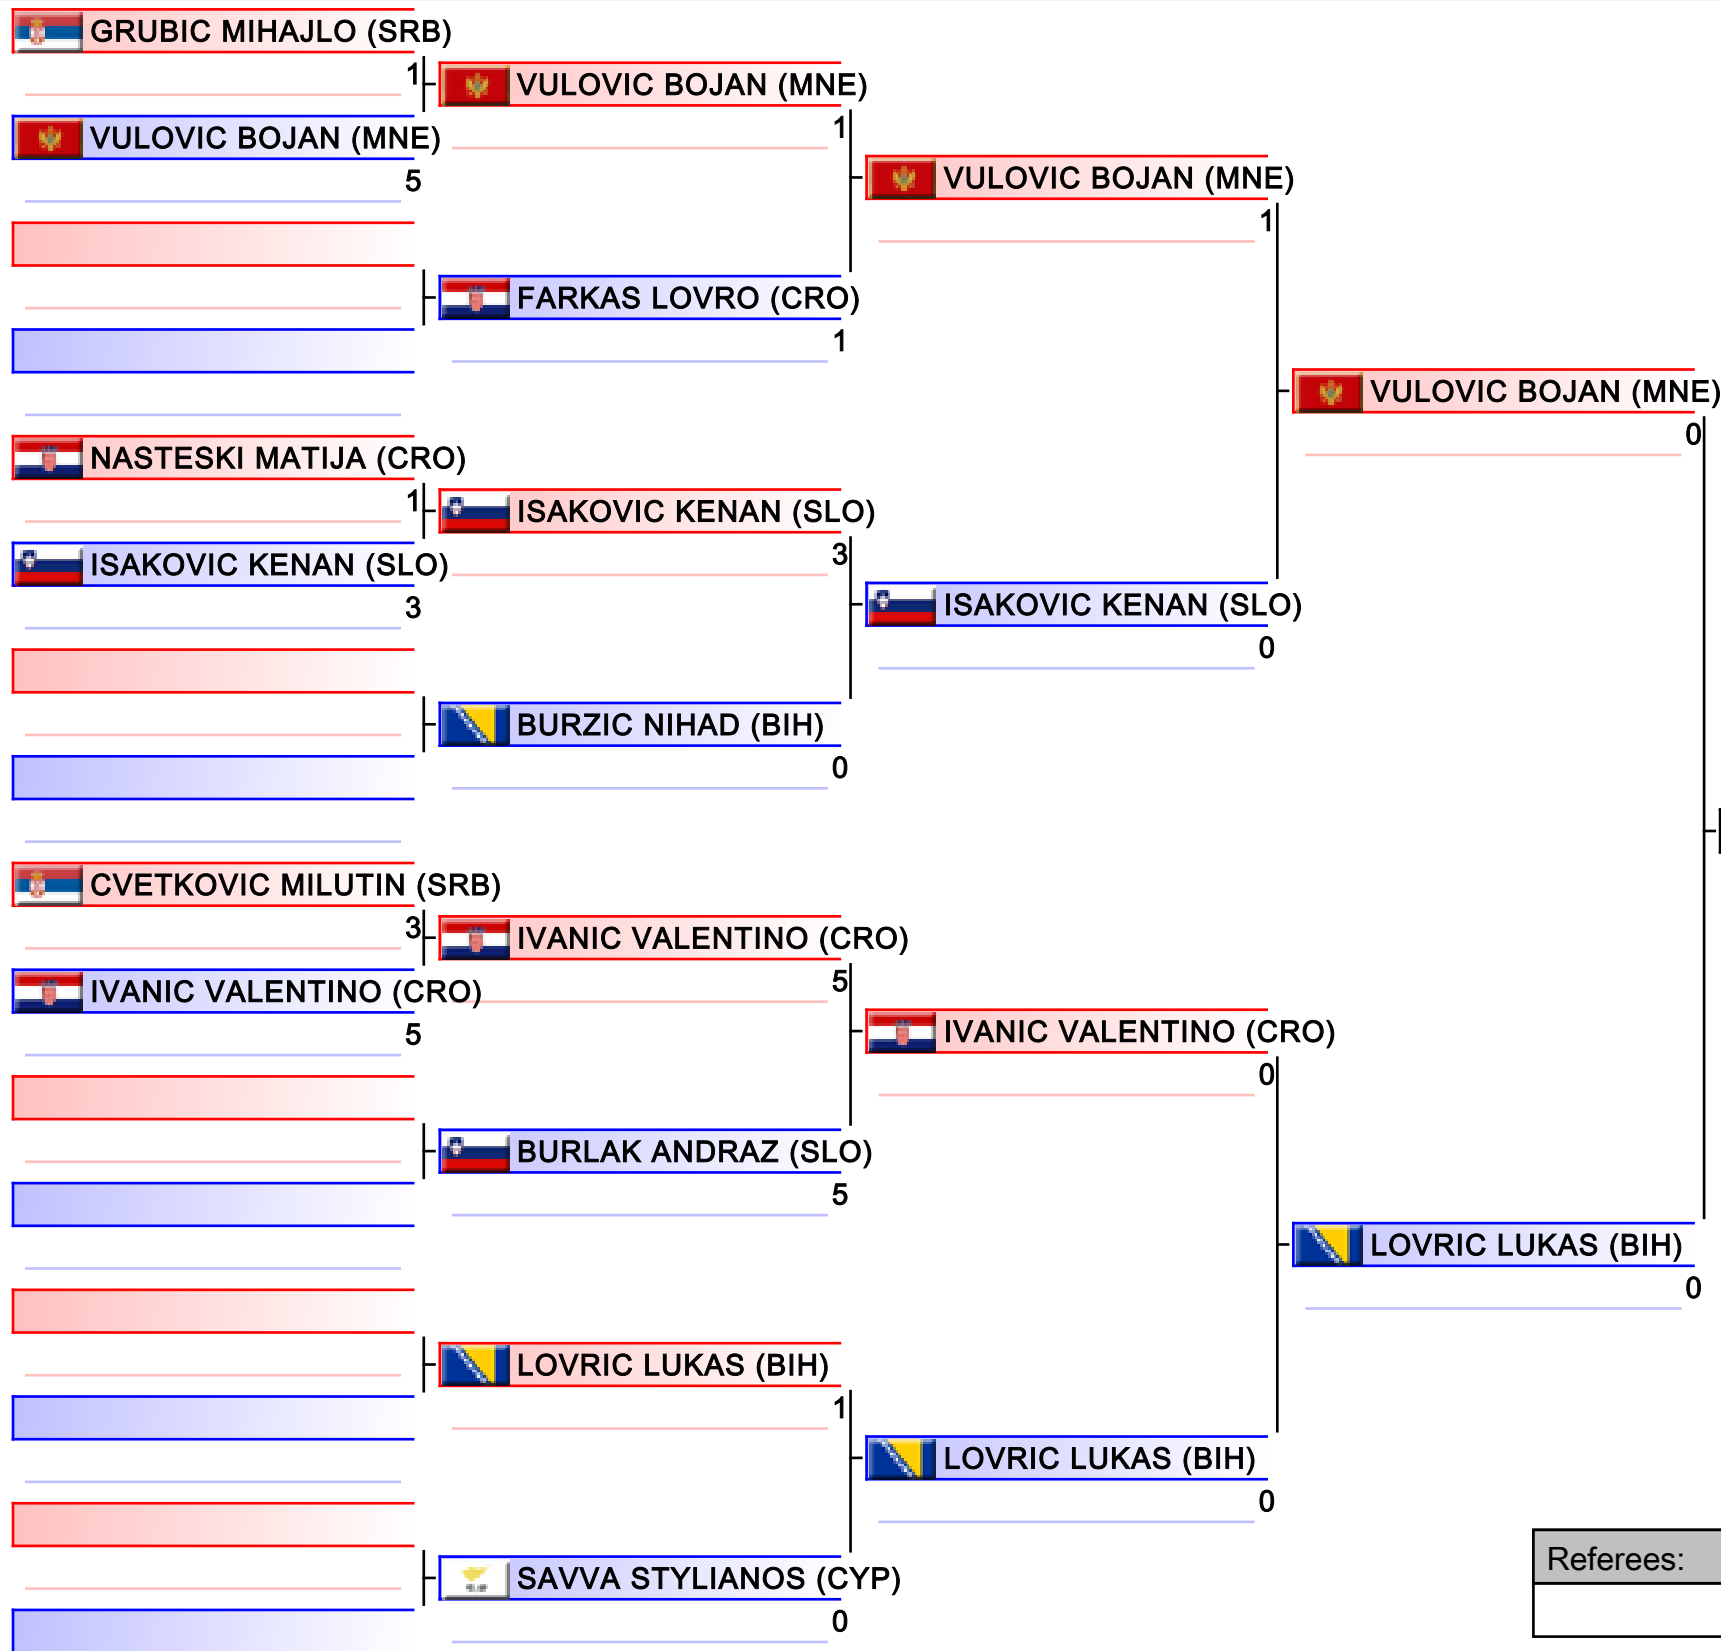 GRUBIC MIHAJLO (SRB)
1
VULOVIC BOJAN (MNE)
5
NASTESKI MATIJA (CRO)
1
ISAKOVIC KENAN (SLO)
3
CVETKOVIC MILUTIN (SRB)
3
IVANIC VALENTINO (CRO)
5
VULOVIC BOJAN (MNE)
1
FARKAS LOVRO (CRO)
1
ISAKOVIC KENAN (SLO)
3
BURZIC NIHAD (BIH)
0
IVANIC VALENTINO (CRO)
5
BURLAK ANDRAZ (SLO)
5
LOVRIC LUKAS (BIH)
1
SAVVA STYLIANOS (CYP)
0
VULOVIC BOJAN (MNE)
1
ISAKOVIC KENAN (SLO)
0
IVANIC VALENTINO (CRO)
0
LOVRIC LUKAS (BIH)
0
VULOVIC BOJAN (MNE)
0
LOVRIC LUKAS (BIH)
0
Referees: